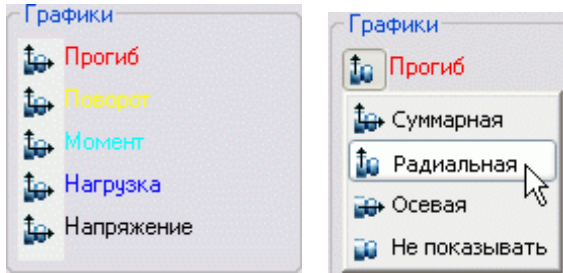 Графики
Прогиб
Поворот
Момент
Нагрузка
Напряжение
Графики
Прогиб
Суммарная
Радиальная
Осевая
Не показывать